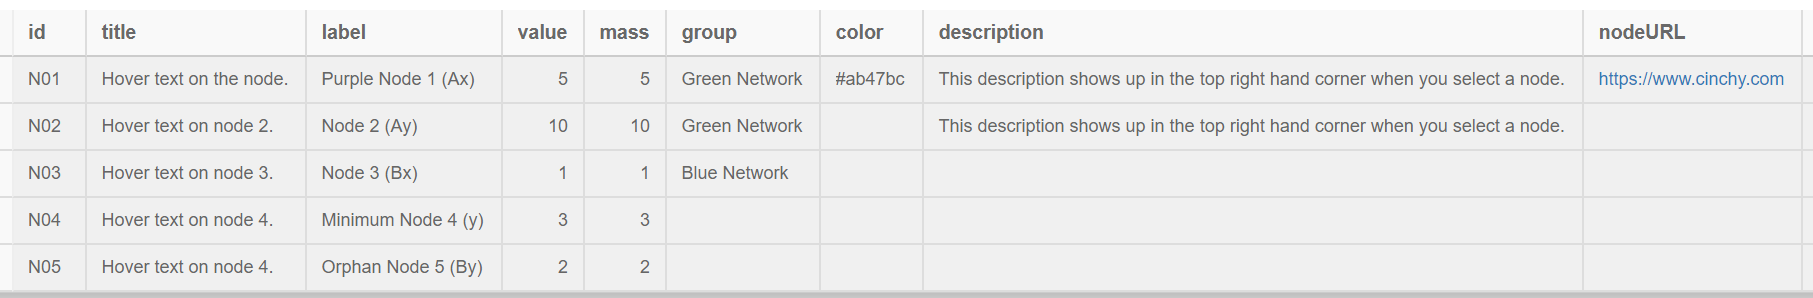 id title label value mass group color description nodeURL
N01 Hover text on the node. Purple Node 1 (Ax) 5 5 Green Network #ab47bc This description shows up in the top right hand corner when you select a node. https://www.cinchy.com
N02 Hover text on node 2. Node 2 (Ay) 10 10 Green Network This description shows up in the top right hand corner when you select a node.
N03 Hover text on node 3. Node 3 (Bx) 1 1 Blue Network
N04 Hover text on node 4. Minimum Node 4 (y) 3 3
N05 Hover text on node 4. Orphan Node 5 (By) 2 2